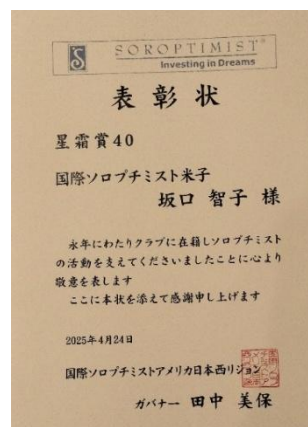 SOROPTIMIST
Investing in Dreams
表彰状
星霜賞40
国際ソロプチミスト米子
坂口 智子 様
永年にわたりクラブに在籍しソロプチミスト
の活動を支えてくださいましたことに心より
敬意を表します
ここに本状を添えて感謝申し上げます
2025年4月24日
国際ソロプチミストアメリカ日本西リジョン
ガバナー 田中 美保